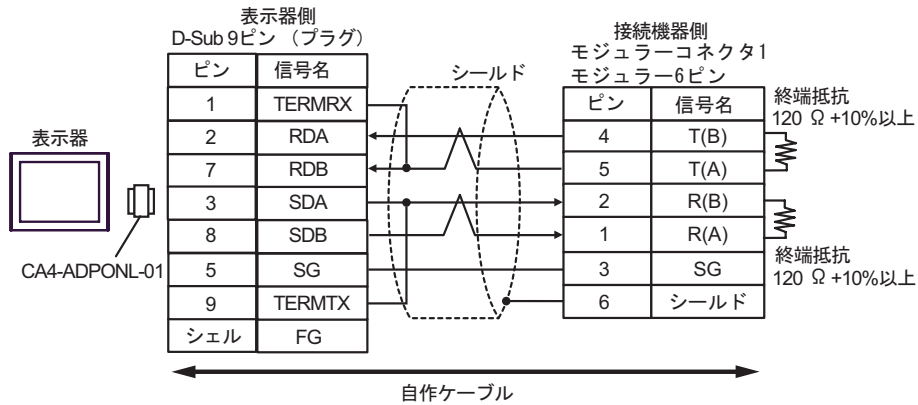 表示器側
D-Sub 9ピン （プラグ）
接続機器側
モジュラーコネクタ1
モジュラー6ピン
ピン 信号名
シールド
ピン 信号名
終端抵抗
120 Ω +10%以上
1 TERMRX
2 RDA
4 T(B)
表示器
7 RDB
5 T(A)
3 SDA
2 R(B)
8 SDB
1 R(A)
終端抵抗
120 Ω +10%以上
CA4-ADPONL-01
5 SG
3 SG
9 TERMTX
6 シールド
シェル FG
自作ケーブル